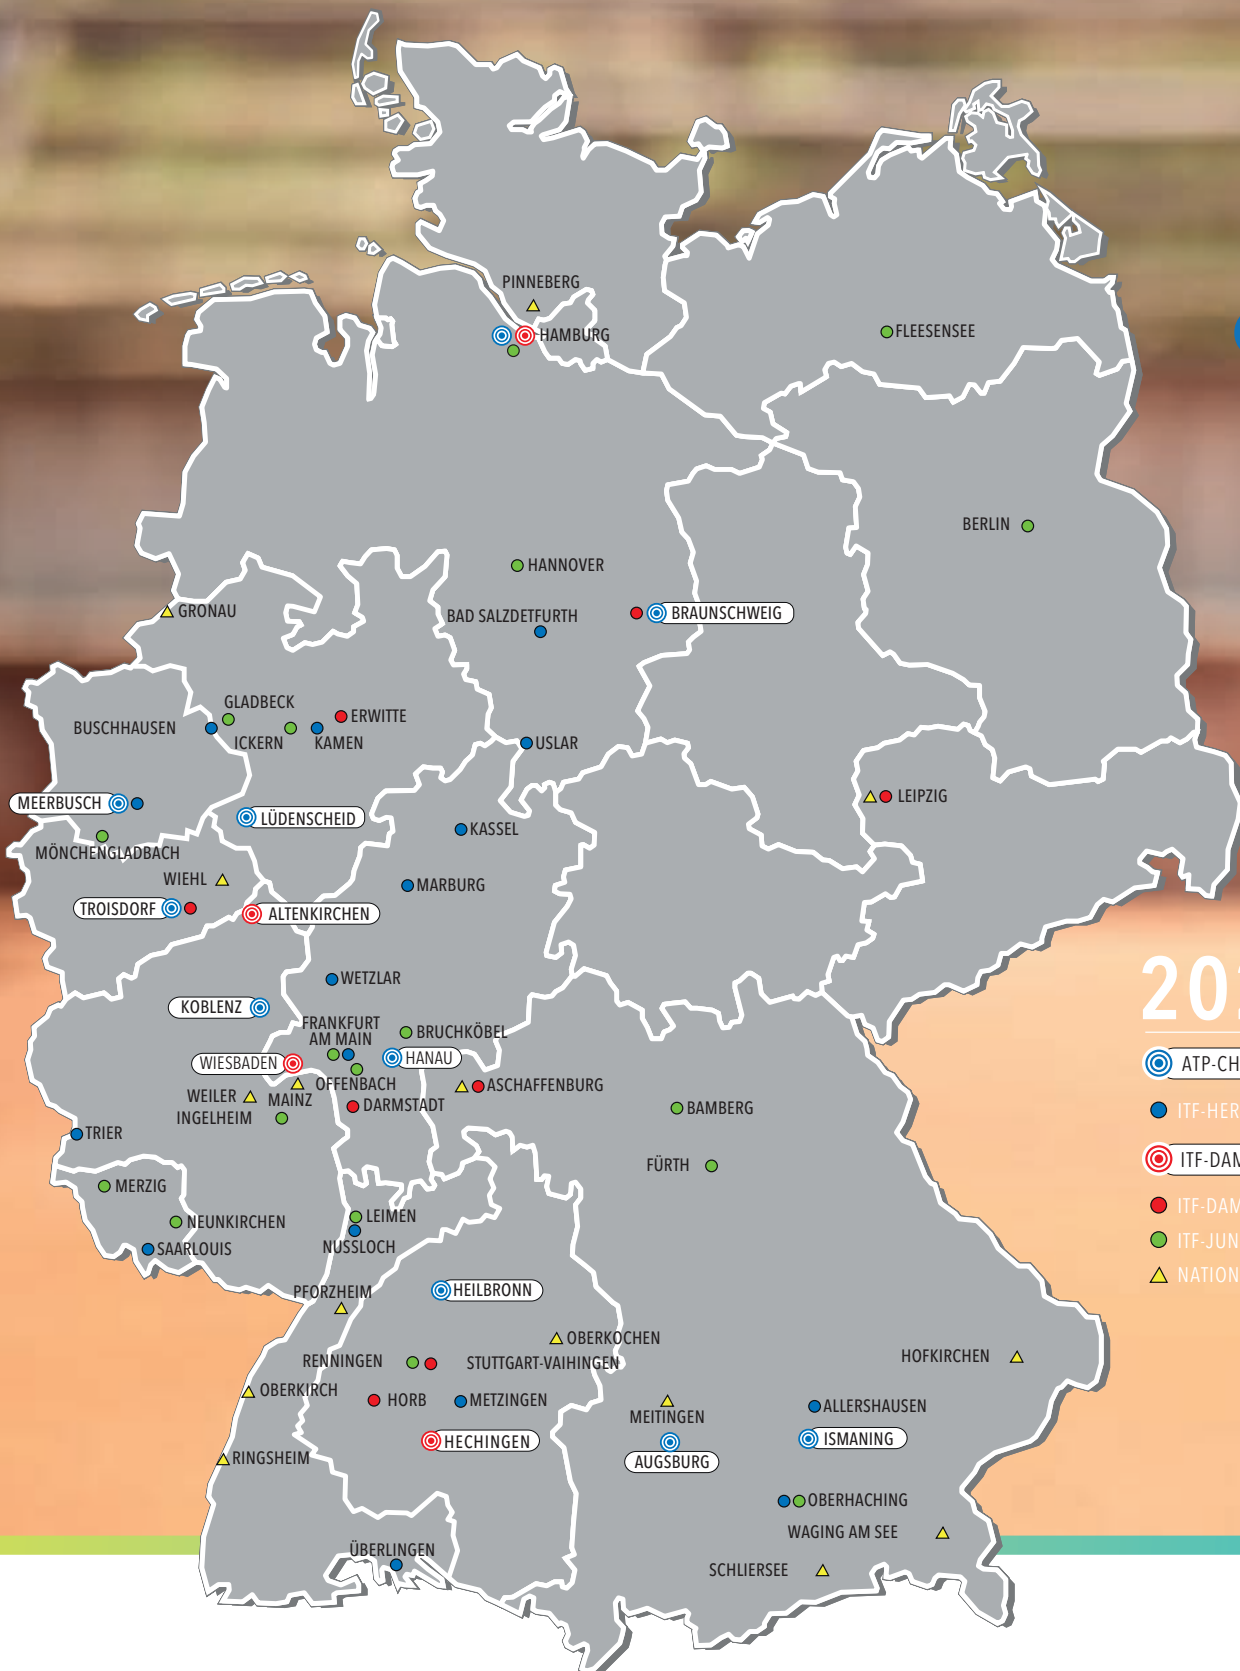 PINNEBERG
HAMBURG
FLEESENSEE
BERLIN
HANNOVER
GRONAU
BAD SALZDETFURTH
BRAUNSCHWEIG
GLADBECK
BUSCHHAUSEN
ERWITTE
ICKERN
KAMEN
USLAR
MEERBUSCH
LÜDENSCHEID
LEIPZIG
KASSEL
MÖNCHENGLADBACH
WIEHL
MARBURG
TROISDORF
ALTENKIRCHEN
WETZLAR
KOBLENZ
FRANKFURT
AM MAIN
BRUCHKÖBEL
WIESBADEN
HANAU
OFFENBACH
ASCHAFFENBURG
WEILER
MAINZ
DARMSTADT
BAMBERG
INGELHEIM
TRIER
FÜRTH
MERZIG
NEUNKIRCHEN
LEIMEN
SAARLOUIS
NUSSLOCH
PFORZHEIM
HEILBRONN
OBERKOCHEN
RENNINGEN
STUTTGART-VAIHINGEN
HOFKIRCHEN
OBERKIRCH
HORB
METZINGEN
MEITINGEN
ALLERSHAUSEN
HECHINGEN
ISMANING
RINGSHEIM
AUGSBURG
OBERHACHING
WAGING AM SEE
ÜBERLINGEN
SCHLIERSEE
ATP-CH
ITF-HER
ITF-DAM
ITF-DAM
ITF-JUN
NATION